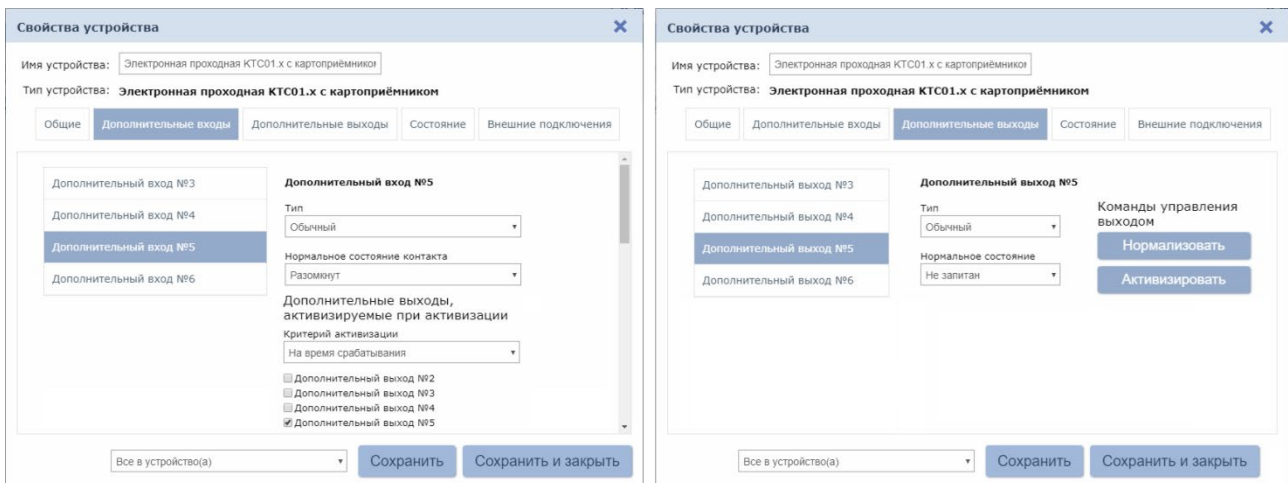 Свойства устройства
Имя устройства: Электронная проходная КТС01.х с картоприёмником
Тип устройства: Электронная проходная КТС01.х с картоприёмником
Общие Дополнительные входы Дополнительные выходы Состояние Внешние подключения
Дополнительный вход №3
Дополнительный вход №4
Дополнительный вход №5
Дополнительный вход №6
Дополнительный вход №5
Тип
Обычный
Нормальное состояние контакта
Разомкнут
Дополнительные выходы,
активизируемые при активизации
Критерий активизации
На время срабатывания
Дополнительный выход №2
Дополнительный выход №3
Дополнительный выход №4
Дополнительный выход №5
Все в устройство(а) Сохранить Сохранить и закрыть
Свойства устройства
Имя устройства: Электронная проходная КТС01.х с картоприёмником
Тип устройства: Электронная проходная КТС01.х с картоприёмником
Общие Дополнительные входы Дополнительные выходы Состояние Внешние подключения
Дополнительный выход №3
Дополнительный выход №4
Дополнительный выход №5
Дополнительный выход №6
Дополнительный выход №5
Тип
Обычный
Нормальное состояние
Не запитан
Команды управления
выходом
Нормализовать
Активизировать
Все в устройство(а) Сохранить Сохранить и закрыть